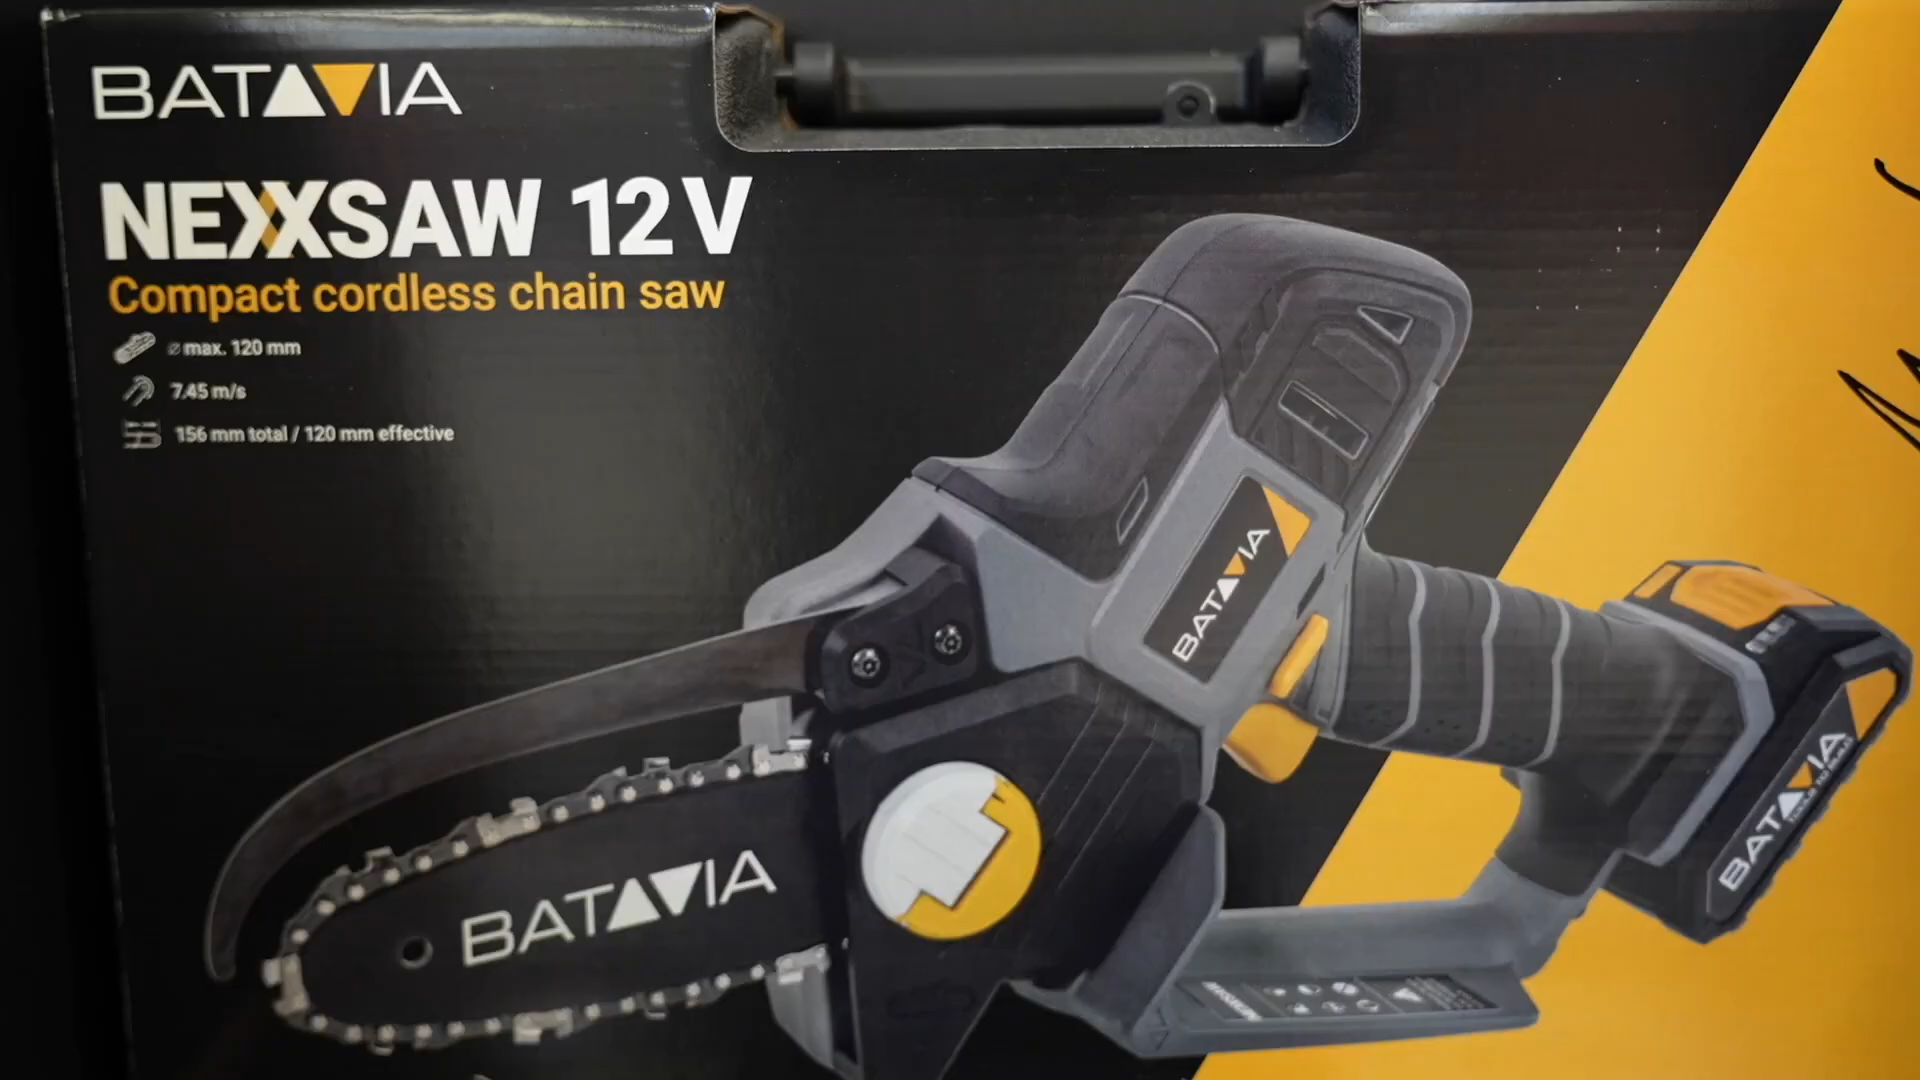 BATAVIA
NEXXSAW 12V
Compact cordless chain saw
⌀ max. 120 mm
7.45 m/s
156 mm total / 120 mm effective
BATAVIA
BATAVIA
BATAVIA